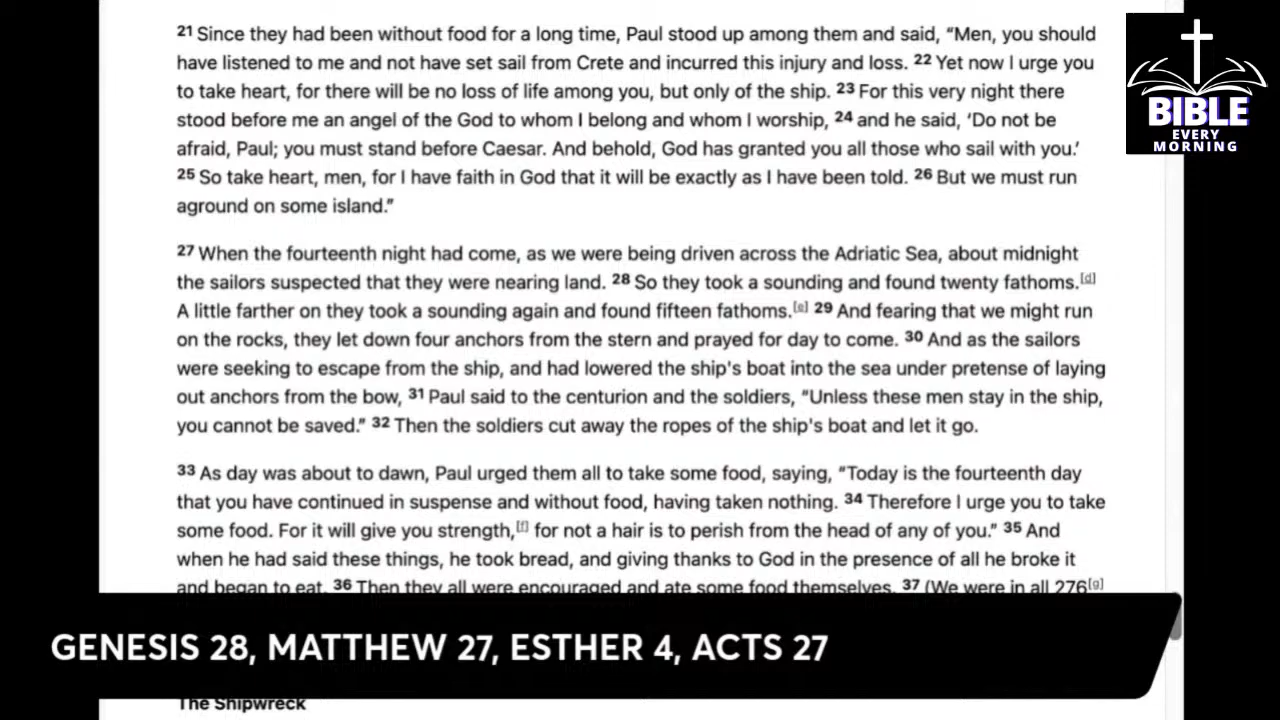 21 Since they had been without food for a long time, Paul stood up among them and said, “Men, you should
have listened to me and not have set sail from Crete and incurred this injury and loss. 22 Yet now I urge you
to take heart, for there will be no loss of life among you, but only of the ship. 23 For this very night there
stood before me an angel of the God to whom I belong and whom I worship, 24 and he said, ‘Do not be
afraid, Paul; you must stand before Caesar. And behold, God has granted you all those who sail with you.’
25 So take heart, men, for I have faith in God that it will be exactly as I have been told. 26 But we must run
aground on some island.”
27 When the fourteenth night had come, as we were being driven across the Adriatic Sea, about midnight
the sailors suspected that they were nearing land. 28 So they took a sounding and found twenty fathoms.[d]
A little farther on they took a sounding again and found fifteen fathoms.[e] 29 And fearing that we might run
on the rocks, they let down four anchors from the stern and prayed for day to come. 30 And as the sailors
were seeking to escape from the ship, and had lowered the ship's boat into the sea under pretense of laying
out anchors from the bow, 31 Paul said to the centurion and the soldiers, “Unless these men stay in the ship,
you cannot be saved.” 32 Then the soldiers cut away the ropes of the ship's boat and let it go.
33 As day was about to dawn, Paul urged them all to take some food, saying, “Today is the fourteenth day
that you have continued in suspense and without food, having taken nothing. 34 Therefore I urge you to take
some food. For it will give you strength,[f] for not a hair is to perish from the head of any of you.” 35 And
when he had said these things, he took bread, and giving thanks to God in the presence of all he broke it
and began to eat. 36 Then they all were encouraged and ate some food themselves. 37 (We were in all 276[g]
The Shipwreck
BIBLE
EVERY
MORNING
GENESIS 28, MATTHEW 27, ESTHER 4, ACTS 27